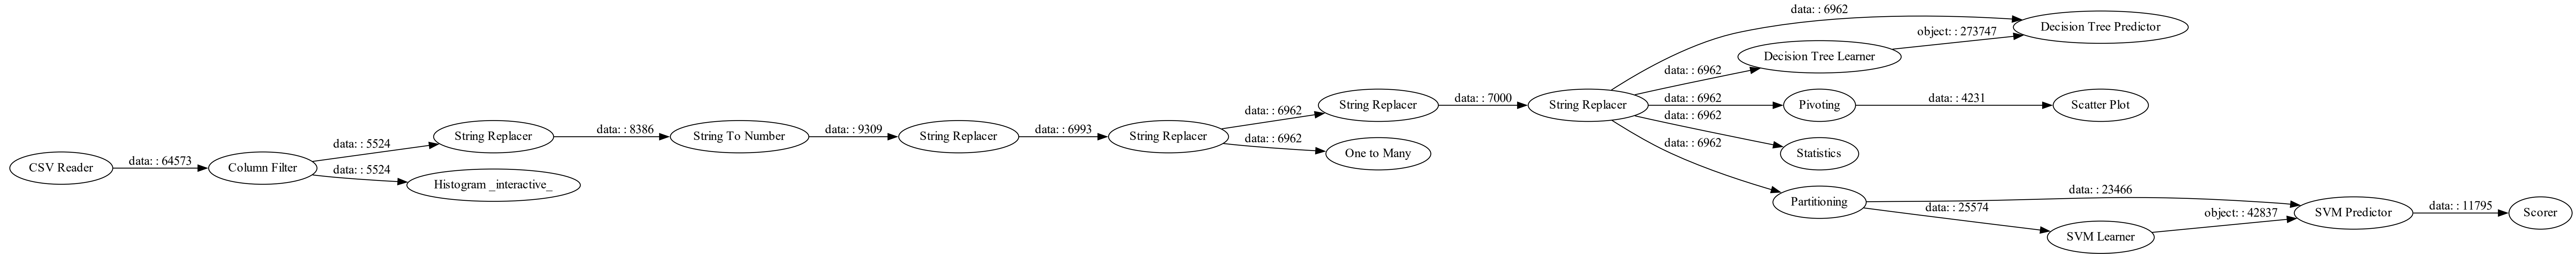 CSV Reader
data: : 64573
Column Filter
data: : 5524
data: : 5524
String Replacer
Histogram _interactive_
data: : 8386
String To Number
data: : 9309
String Replacer
data: : 6993
String Replacer
data: : 6962
data: : 6962
String Replacer
One to Many
data: : 7000
String Replacer
data: : 6962
data: : 6962
data: : 6962
data: : 6962
data: : 6962
Decision Tree Learner
object: : 273747
Decision Tree Predictor
Pivoting
data: : 4231
Scatter Plot
Statistics
Partitioning
data: : 23466
data: : 25574
SVM Learner
object: : 42837
SVM Predictor
data: : 11795
Scorer